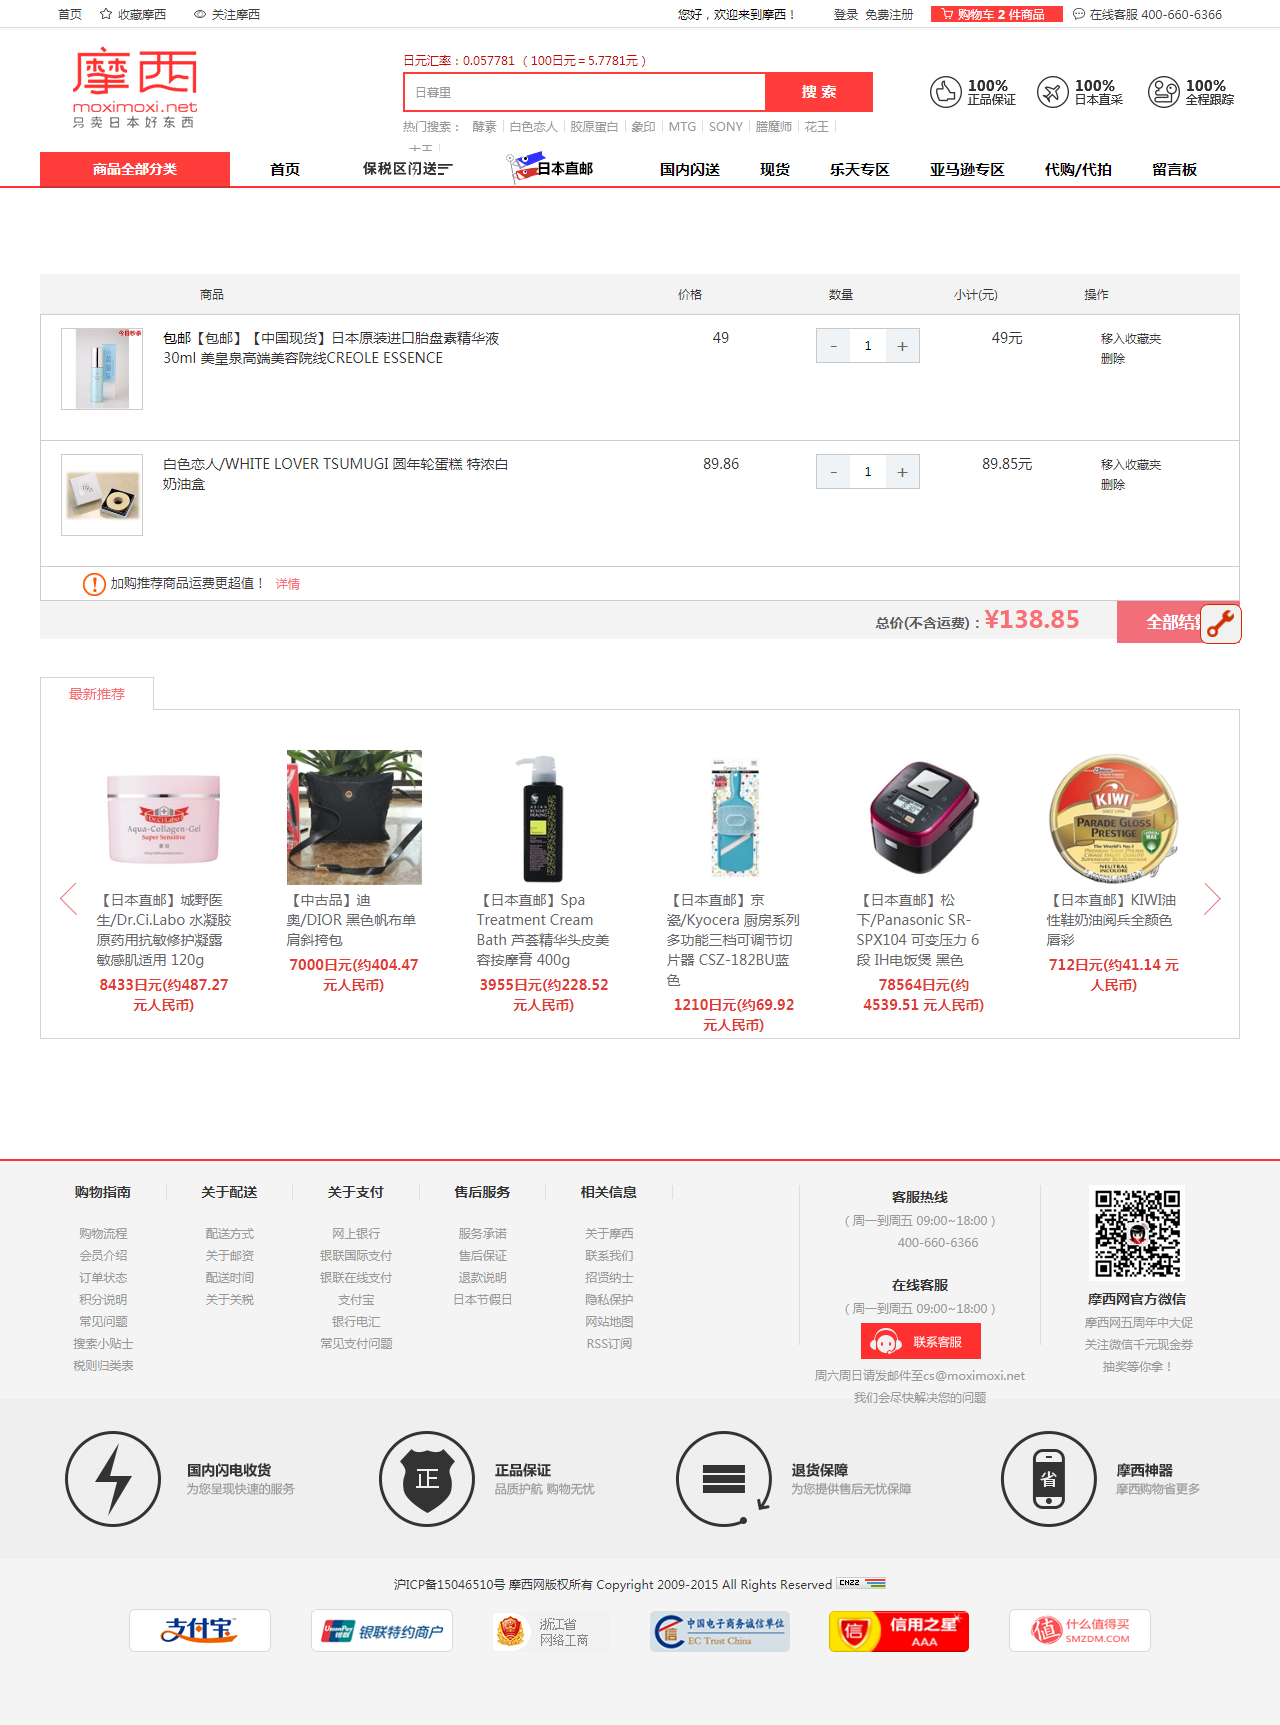 首页 收藏摩西 关注摩西 您好，欢迎来到摩西！ 登录 免费注册 购物车 2 件商品 在线客服 400-660-6366
摩西
moximoxi.net
只卖日本好东西
日元汇率：0.057781 （100日元＝5.7781元）
搜 索
热门搜索： 酵素 白色恋人 胶原蛋白 象印 MTG SONY 膳魔师 花王
100% 正品保证
100% 日本直采
100% 全程跟踪
商品全部分类 首页 保税区闪送 日本直邮 国内闪送 现货 乐天专区 亚马逊专区 代购/代拍 留言板
商品 价格 数量 小计(元) 操作
今日秒杀
包邮【包邮】【中国现货】日本原装进口胎盘素精华液 49 - 1 + 49元 移入收藏夹
30ml 美皇泉高端美容院线CREOLE ESSENCE 删除
白色恋人/WHITE LOVER TSUMUGI 圆年轮蛋糕 特浓白 89.86 - 1 + 89.85元 移入收藏夹
奶油盒 删除
加购推荐商品运费更超值！ 详情
总价(不含运费)：¥138.85 全部结
最新推荐
Dr.Ci:Labo
Aqua-Collagen-Gel
Super Sensitive
ASIAN
RESORT
HEALING
KIWI
PARADE GLOSS
PRESTIGE
NEUTRAL
INCOLORE
【日本直邮】城野医
生/Dr.Ci.Labo 水凝胶
原药用抗敏修护凝露
敏感肌适用 120g
8433日元(约487.27
元人民币)
【中古品】迪
奥/DIOR 黑色帆布单
肩斜挎包
7000日元(约404.47
元人民币)
【日本直邮】Spa
Treatment Cream
Bath 芦荟精华头皮美
容按摩膏 400g
3955日元(约228.52
元人民币)
【日本直邮】京
瓷/Kyocera 厨房系列
多功能三档可调节切
片器 CSZ-182BU蓝
色
1210日元(约69.92
元人民币)
【日本直邮】松
下/Panasonic SR-
SPX104 可变压力 6
段 IH电饭煲 黑色
78564日元(约
4539.51 元人民币)
【日本直邮】KIWI油
性鞋奶油阅兵全颜色
唇彩
712日元(约41.14 元
人民币)
购物指南
购物流程
会员介绍
订单状态
积分说明
常见问题
搜索小贴士
税则归类表
关于配送
配送方式
关于邮资
配送时间
关于关税
关于支付
网上银行
银联国际支付
银联在线支付
支付宝
银行电汇
常见支付问题
售后服务
服务承诺
售后保证
退款说明
日本节假日
相关信息
关于摩西
联系我们
招贤纳士
隐私保护
网站地图
RSS订阅
客服热线
（ 周一到周五 09:00~18:00 ）
400-660-6366
在线客服
（ 周一到周五 09:00~18:00 ）
联系客服
周六周日请发邮件至cs@moximoxi.net
我们会尽快解决您的问题
摩西网官方微信
摩西网五周年中大促
关注微信千元现金券
抽奖等你拿！
国内闪电收货
为您呈现快速的服务
正
正品保证
品质护航 购物无忧
退货保障
为您提供售后无忧保障
省
摩西神器
摩西购物省更多
沪ICP备15046510号 摩西网版权所有 Copyright 2009-2015 All Rights Reserved CNZZ
支付宝
UnionPay 银联 银联特约商户
浙江省
网络工商
信 中国电子商务诚信单位
EC Trust China
信 信用之星
AAA
值 什么值得买
SMZDM.COM